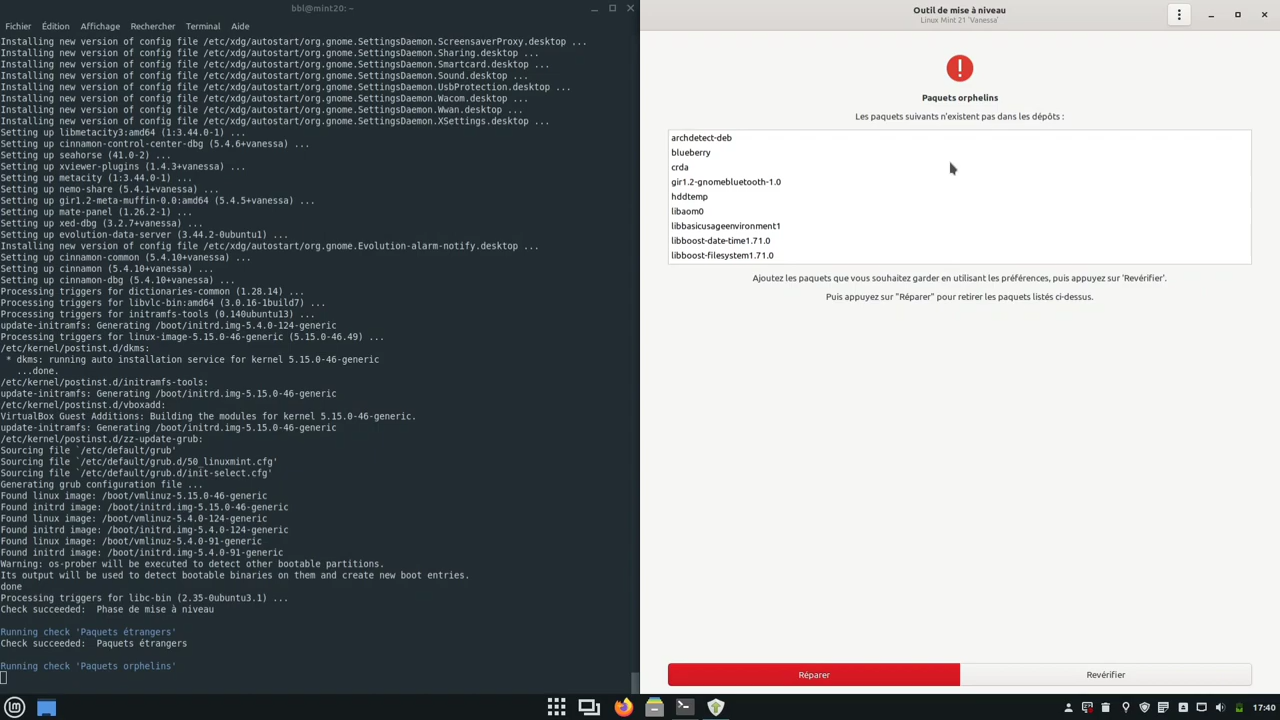 bbl@mint20: ~
Fichier Édition Affichage Rechercher Terminal Aide
Installing new version of config file /etc/xdg/autostart/org.gnome.SettingsDaemon.ScreensaverProxy.desktop ...
Installing new version of config file /etc/xdg/autostart/org.gnome.SettingsDaemon.Sharing.desktop ...
Installing new version of config file /etc/xdg/autostart/org.gnome.SettingsDaemon.Smartcard.desktop ...
Installing new version of config file /etc/xdg/autostart/org.gnome.SettingsDaemon.Sound.desktop ...
Installing new version of config file /etc/xdg/autostart/org.gnome.SettingsDaemon.UsbProtection.desktop ...
Installing new version of config file /etc/xdg/autostart/org.gnome.SettingsDaemon.Wacom.desktop ...
Installing new version of config file /etc/xdg/autostart/org.gnome.SettingsDaemon.Wwan.desktop ...
Installing new version of config file /etc/xdg/autostart/org.gnome.SettingsDaemon.XSettings.desktop ...
Setting up libmetacity3:amd64 (1:3.44.0-1) ...
Setting up cinnamon-control-center-dbg (5.4.6+vanessa) ...
Setting up seahorse (41.0-2) ...
Setting up xviewer-plugins (1.4.3+vanessa) ...
Setting up metacity (1:3.44.0-1) ...
Setting up nemo-share (5.4.1+vanessa) ...
Setting up gir1.2-meta-muffin-0.0:amd64 (5.4.5+vanessa) ...
Setting up mate-panel (1.26.2-1) ...
Setting up xed-dbg (3.2.7+vanessa) ...
Setting up evolution-data-server (3.44.2-0ubuntu1) ...
Installing new version of config file /etc/xdg/autostart/org.gnome.Evolution-alarm-notify.desktop ...
Setting up cinnamon-common (5.4.10+vanessa) ...
Setting up cinnamon (5.4.10+vanessa) ...
Setting up cinnamon-dbg (5.4.10+vanessa) ...
Processing triggers for dictionaries-common (1.28.14) ...
Processing triggers for libvlc-bin:amd64 (3.0.16-1build7) ...
Processing triggers for initramfs-tools (0.140ubuntu13) ...
update-initramfs: Generating /boot/initrd.img-5.4.0-124-generic
Processing triggers for linux-image-5.15.0-46-generic (5.15.0-46.49) ...
/etc/kernel/postinst.d/dkms:
* dkms: running auto installation service for kernel 5.15.0-46-generic
...done.
/etc/kernel/postinst.d/initramfs-tools:
update-initramfs: Generating /boot/initrd.img-5.15.0-46-generic
/etc/kernel/postinst.d/vboxadd:
VirtualBox Guest Additions: Building the modules for kernel 5.15.0-46-generic.
update-initramfs: Generating /boot/initrd.img-5.15.0-46-generic
/etc/kernel/postinst.d/zz-update-grub:
Sourcing file `/etc/default/grub'
Sourcing file `/etc/default/grub.d/50_linuxmint.cfg'
Sourcing file `/etc/default/grub.d/init-select.cfg'
Generating grub configuration file ...
Found linux image: /boot/vmlinuz-5.15.0-46-generic
Found initrd image: /boot/initrd.img-5.15.0-46-generic
Found linux image: /boot/vmlinuz-5.4.0-124-generic
Found initrd image: /boot/initrd.img-5.4.0-124-generic
Found linux image: /boot/vmlinuz-5.4.0-91-generic
Found initrd image: /boot/initrd.img-5.4.0-91-generic
Warning: os-prober will be executed to detect other bootable partitions.
Its output will be used to detect bootable binaries on them and create new boot entries.
done
Processing triggers for libc-bin (2.35-0ubuntu3.1) ...
Check succeeded: Phase de mise à niveau
Running check 'Paquets étrangers'
Check succeeded: Paquets étrangers
Running check 'Paquets orphelins'
Outil de mise à niveau
Linux Mint 21 'Vanessa'
Paquets orphelins
Les paquets suivants n'existent pas dans les dépôts :
archdetect-deb
blueberry
crda
gir1.2-gnomebluetooth-1.0
hddtemp
libaom0
libbasicusageenvironment1
libboost-date-time1.71.0
libboost-filesystem1.71.0
Ajoutez les paquets que vous souhaitez garder en utilisant les préférences, puis appuyez sur 'Revérifier'.
Puis appuyez sur "Réparer" pour retirer les paquets listés ci-dessus.
Réparer
Revérifier
17:40